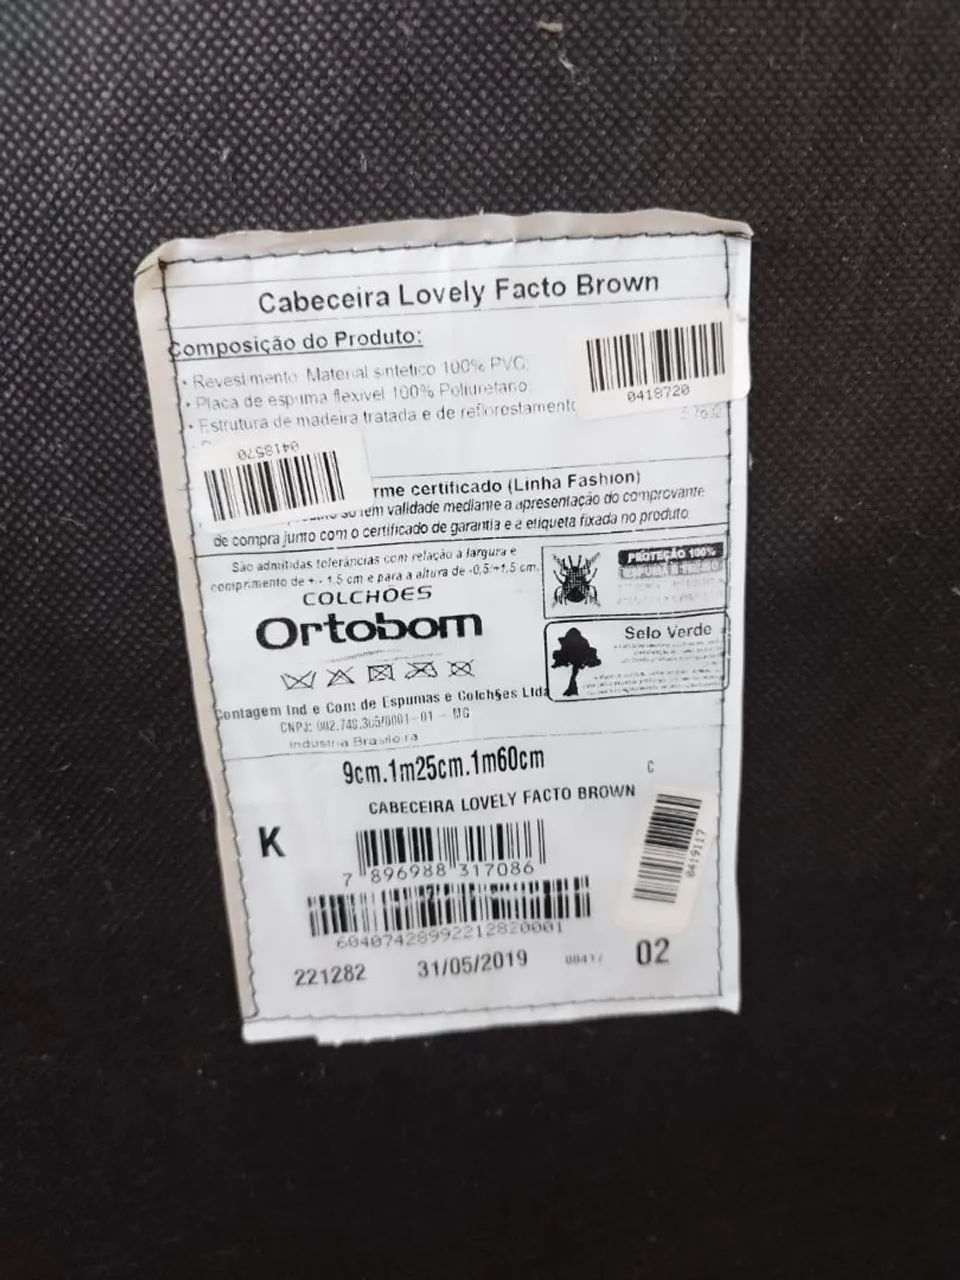 Cabeceira Lovely Facto Brown
Composição do Produto:
• Revestimento Material sintetico 100% PVC;
• Placa de espuma flexivel 100% Poliuretano;
• Estrutura de madeira tratada e de reflorestamento
0418720
0418570
rme certificado (Linha Fashion)
so tem validade mediante a apresentação do comprovante
de compra junto com o certificado de garantia e a etiqueta fixada no produto
São admitidas tolerâncias com relação à largura e
comprimento de +- 1.5 cm e para a altura de -0,5/+1.5 cm.
PROTEÇÃO 100%
COLCHÕES
Ortobom
Selo Verde
Contagem Ind e Com de Espumas e Colchões Ltda
CNPJ: - MG
Industria Brasileira
9cm.1m25cm.1m60cm
C
CABECEIRA LOVELY FACTO BROWN
K
7 896988 317086
0419117
60407428992212820001
221282 31/05/2019 02